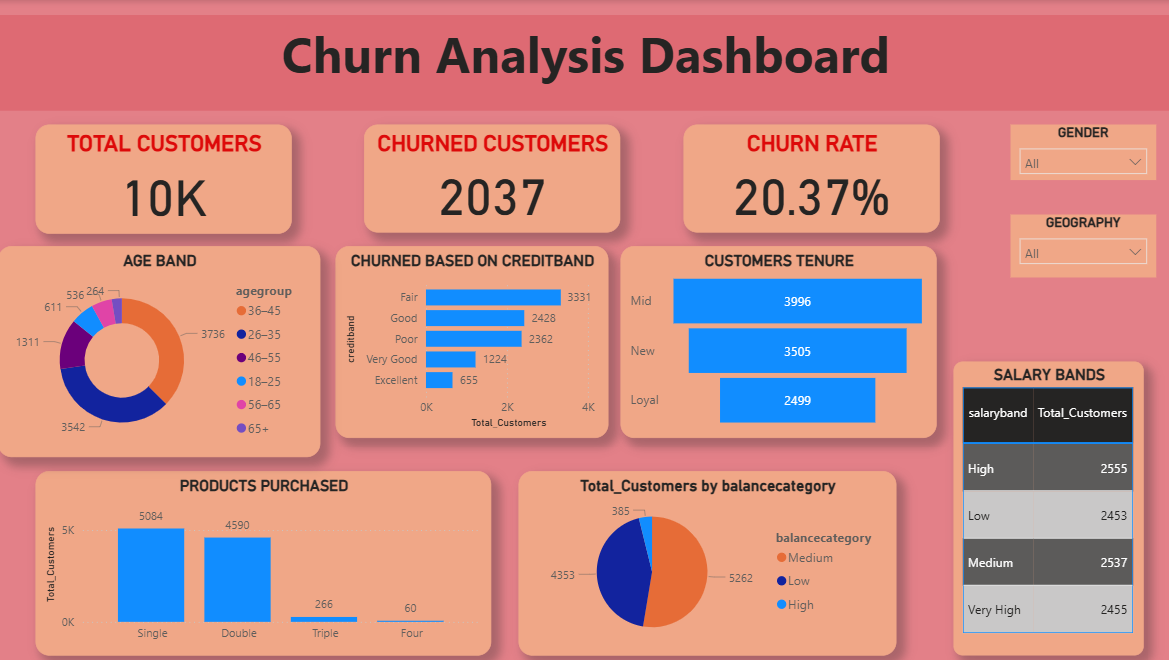 Churn Analysis Dashboard
TOTAL CUSTOMERS
10K
CHURNED CUSTOMERS
2037
CHURN RATE
20.37%
GENDER
All
GEOGRAPHY
All
AGE BAND
264
536
611
1311
3542
3736
agegroup
36–45
26–35
46–55
18–25
56–65
65+
CHURNED BASED ON CREDITBAND
creditband
Fair 3331
Good 2428
Poor 2362
Very Good 1224
Excellent 655
0K 2K 4K
Total_Customers
CUSTOMERS TENURE
Mid 3996
New 3505
Loyal 2499
SALARY BANDS
salaryband Total_Customers
High 2555
Low 2453
Medium 2537
Very High 2455
PRODUCTS PURCHASED
Total_Customers
5K
0K
5084 4590 266 60
Single Double Triple Four
Total_Customers by balancecategory
385
4353
5262
balancecategory
Medium
Low
High